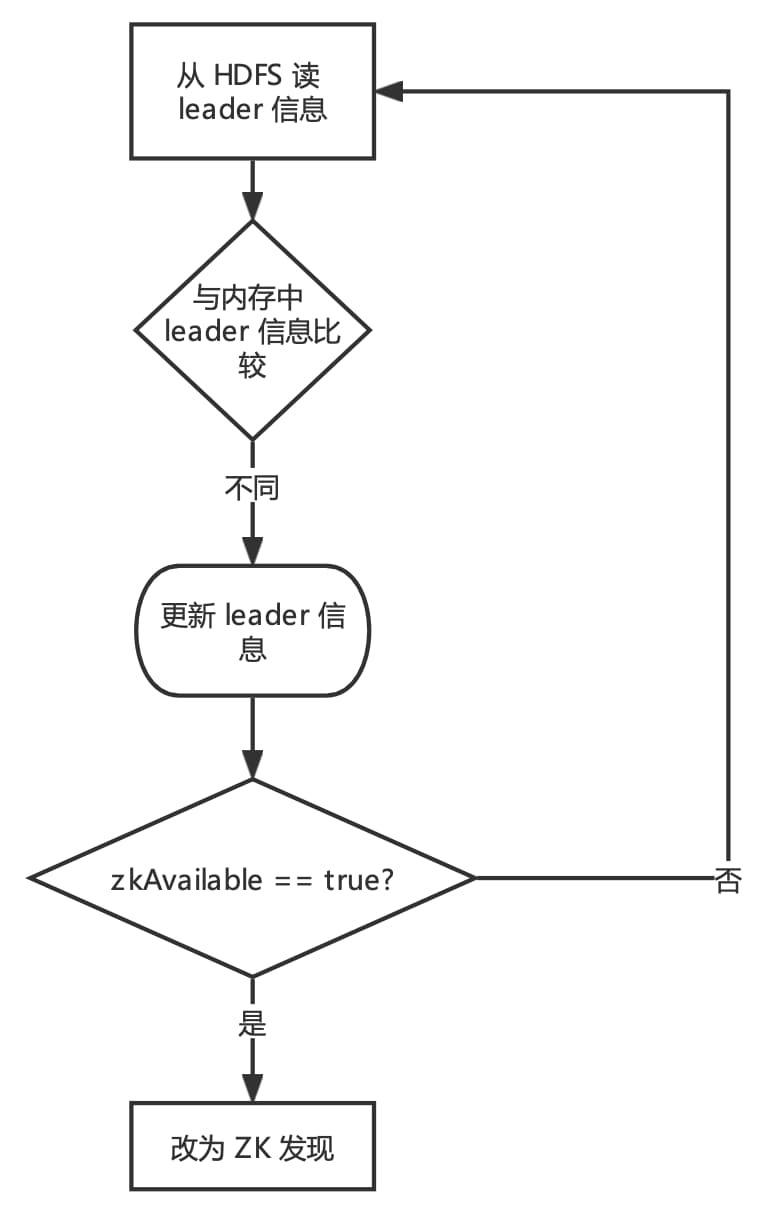 从 HDFS 读
leader 信息
与内存中
leader 信息比
较
不同
更新 leader 信
息
zkAvailable == true?
否
是
改为 ZK 发现